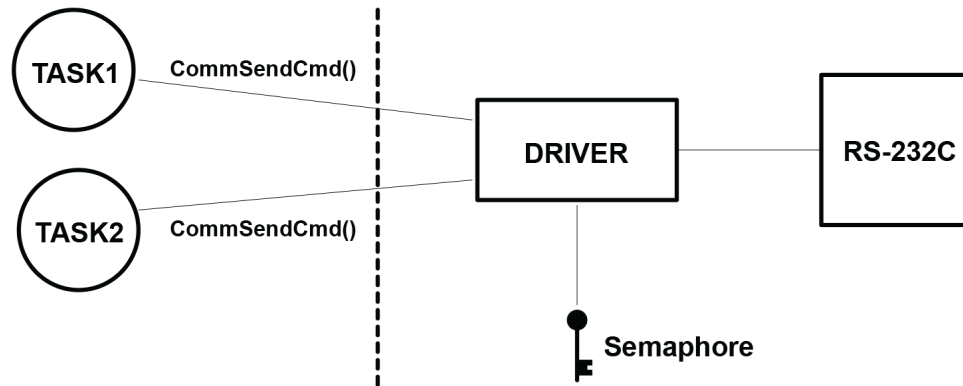 TASK1
CommSendCmd()
DRIVER
RS-232C
TASK2
CommSendCmd()
Semaphore